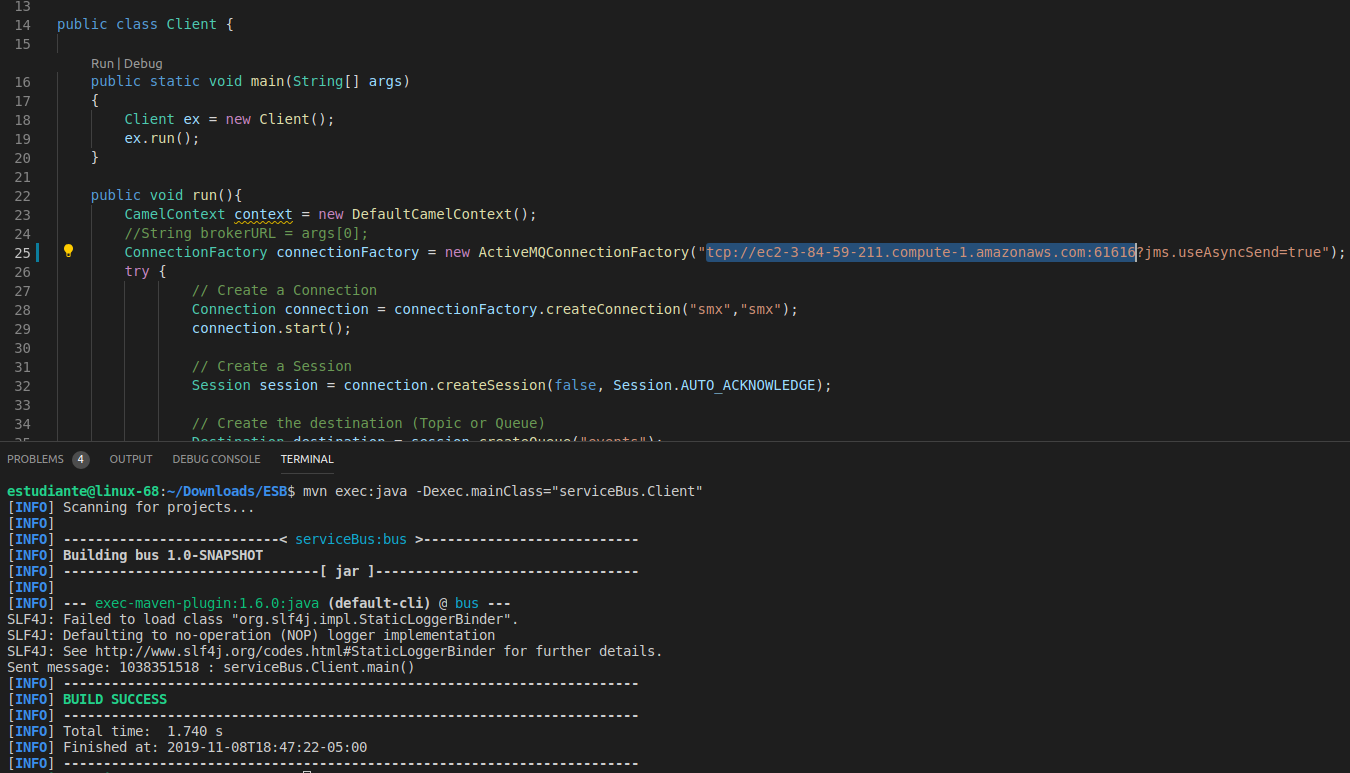 13
14 public class Client {
15
Run | Debug
16 public static void main(String[] args)
17 {
18 Client ex = new Client();
19 ex.run();
20 }
21
22 public void run(){
23 CamelContext context = new DefaultCamelContext();
24 //String brokerURL = args[0];
25 ConnectionFactory connectionFactory = new ActiveMQConnectionFactory("tcp://ec2-3-84-59-211.compute-1.amazonaws.com:61616?jms.useAsyncSend=true");
26 try {
27 // Create a Connection
28 Connection connection = connectionFactory.createConnection("smx","smx");
29 connection.start();
30
31 // Create a Session
32 Session session = connection.createSession(false, Session.AUTO_ACKNOWLEDGE);
33
34 // Create the destination (Topic or Queue)
35 Destination destination = session.createQueue("events");
PROBLEMS 4 OUTPUT DEBUG CONSOLE TERMINAL
estudiante@linux-68:~/Downloads/ESB$ mvn exec:java -Dexec.mainClass="serviceBus.Client"
[INFO] Scanning for projects...
[INFO]
[INFO] ---------------------------< serviceBus:bus >---------------------------
[INFO] Building bus 1.0-SNAPSHOT
[INFO] --------------------------------[ jar ]---------------------------------
[INFO]
[INFO] --- exec-maven-plugin:1.6.0:java (default-cli) @ bus ---
SLF4J: Failed to load class "org.slf4j.impl.StaticLoggerBinder".
SLF4J: Defaulting to no-operation (NOP) logger implementation
SLF4J: See http://www.slf4j.org/codes.html#StaticLoggerBinder for further details.
Sent message: 1038351518 : serviceBus.Client.main()
[INFO] ------------------------------------------------------------------------
[INFO] BUILD SUCCESS
[INFO] ------------------------------------------------------------------------
[INFO] Total time:  1.740 s
[INFO] Finished at: 2019-11-08T18:47:22-05:00
[INFO] ------------------------------------------------------------------------